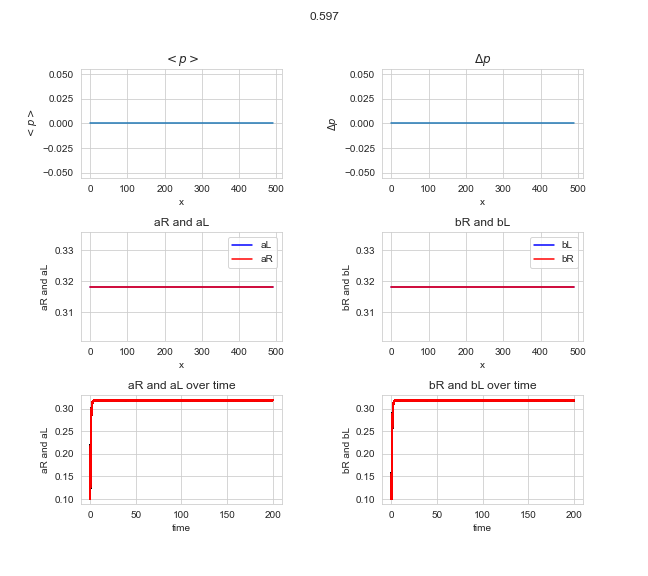 0.597
< p >
Δp
0.050
0.025
0.000
−0.025
−0.050
< p >
0 100 200 300 400 500
x
0.050
0.025
0.000
−0.025
−0.050
Δp
0 100 200 300 400 500
x
aR and aL
bR and bL
0.33
0.32
0.31
aR and aL
aL
aR
0 100 200 300 400 500
x
0.33
0.32
0.31
bR and bL
bL
bR
0 100 200 300 400 500
x
aR and aL over time
bR and bL over time
0.30
0.25
0.20
0.15
0.10
aR and aL
0 50 100 150 200
time
0.30
0.25
0.20
0.15
0.10
bR and bL
0 50 100 150 200
time